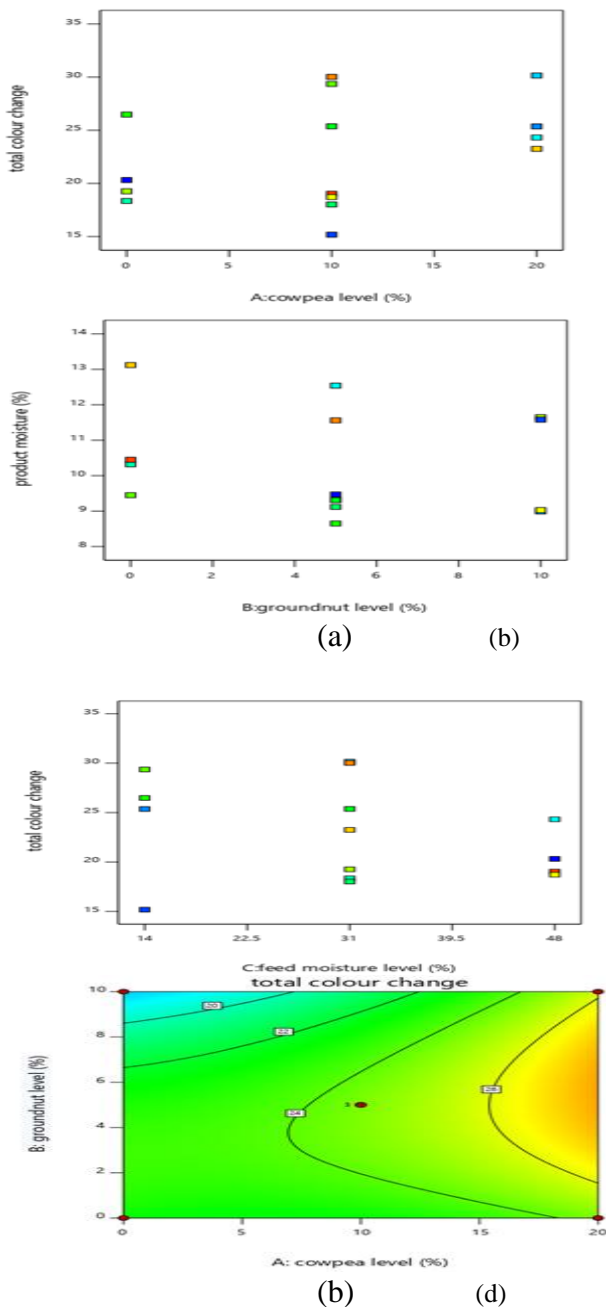 total colour change
35
30
25
20
15
0 5 10 15 20
A:cowpea level (%)
product moisture (%)
14
13
12
11
10
9
8
0 2 4 6 8 10
B:groundnut level (%)
(a) (b)
total colour change
35
30
25
20
15
14 22.5 31 39.5 48
C:feed moisture level (%)
total colour change
B: groundnut level (%)
10
8
6
4
2
0
20
22
24
3
0 5 10 15 20
A: cowpea level (%)
(b) (d)